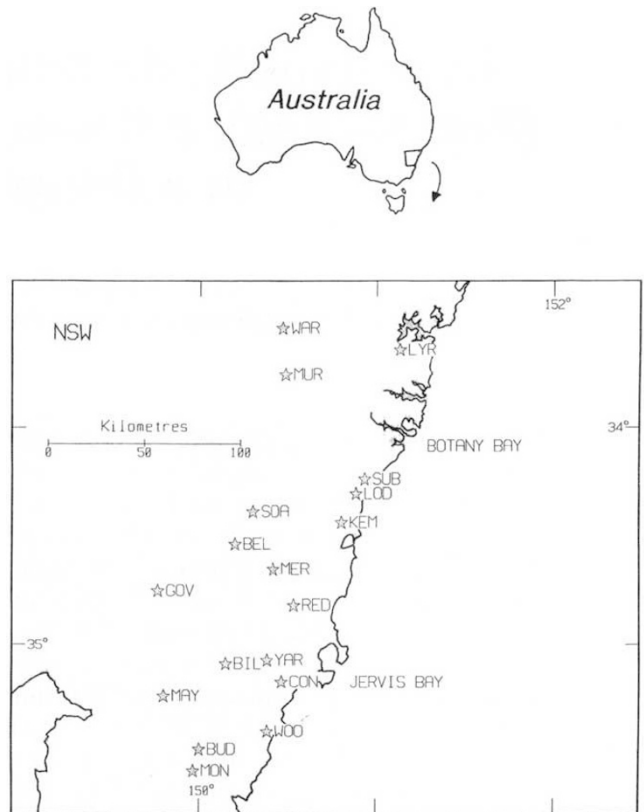 Australia
152°
NSW
WAR
LYR
MUR
Kilometres
0 50 100
34°
BOTANY BAY
SUB
LOD
SOA
KEM
BEL
MER
GOV
RED
35°
BIL
YAR
CON
JERVIS BAY
MAY
WOO
BUD
MON
150°